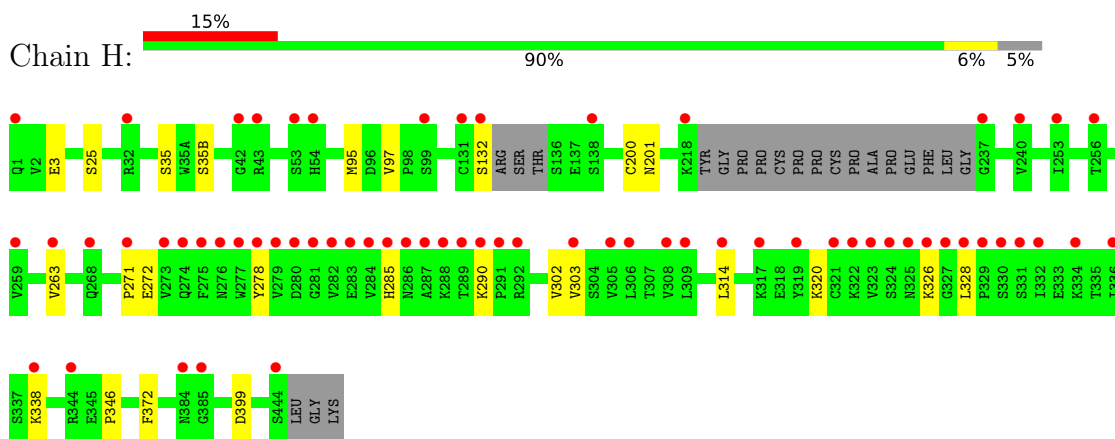 15%
Chain H:
90% 6% 5%
Q1 V2 E3 S25 R32 S35 W35A S35B G42 R43 S53 H54 M95 D96 V97 P98 S99 C131 S132 ARG SER THR S136 E137 S138 C200 N201 K218 TYR GLY PRO PRO CYS PRO PRO CYS PRO ALA PRO GLU PHE LEU GLY G237 V240 I253 T256
V259 V263 Q268 P271 E272 V273 Q274 F275 N276 W277 Y278 V279 D280 G281 V282 E283 V284 H285 N286 A287 K288 T289 K290 P291 R292 V302 V303 S304 V305 L306 T307 V308 L309 L314 K317 E318 Y319 K320 C321 K322 V323 S324 N325 K326 G327 L328 P329 S330 S331 I332 E333 K334 T335 I336
S337 K338 R344 E345 P346 F372 N384 G385 D399 S444 LEU GLY LYS